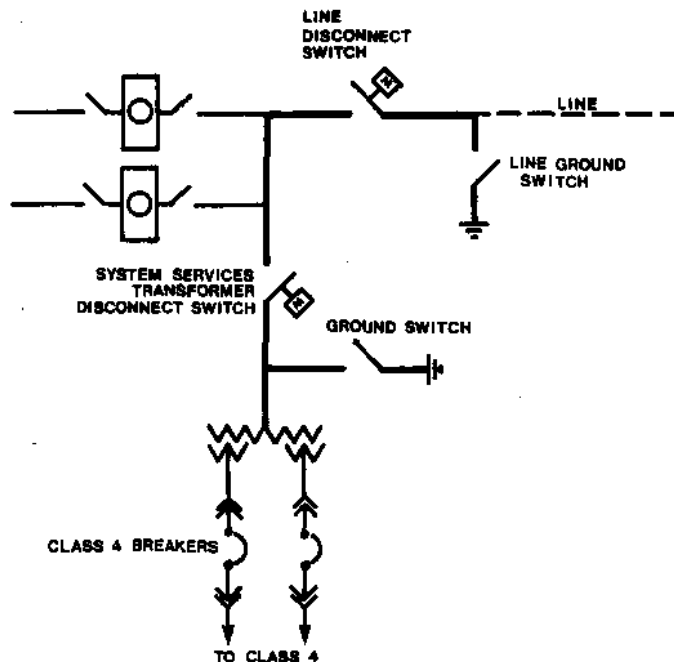 LINE
DISCONNECT
SWITCH
M
LINE
LINE GROUND
SWITCH
SYSTEM SERVICES
TRANSFORMER
DISCONNECT SWITCH
M
GROUND SWITCH
CLASS 4 BREAKERS
TO CLASS 4